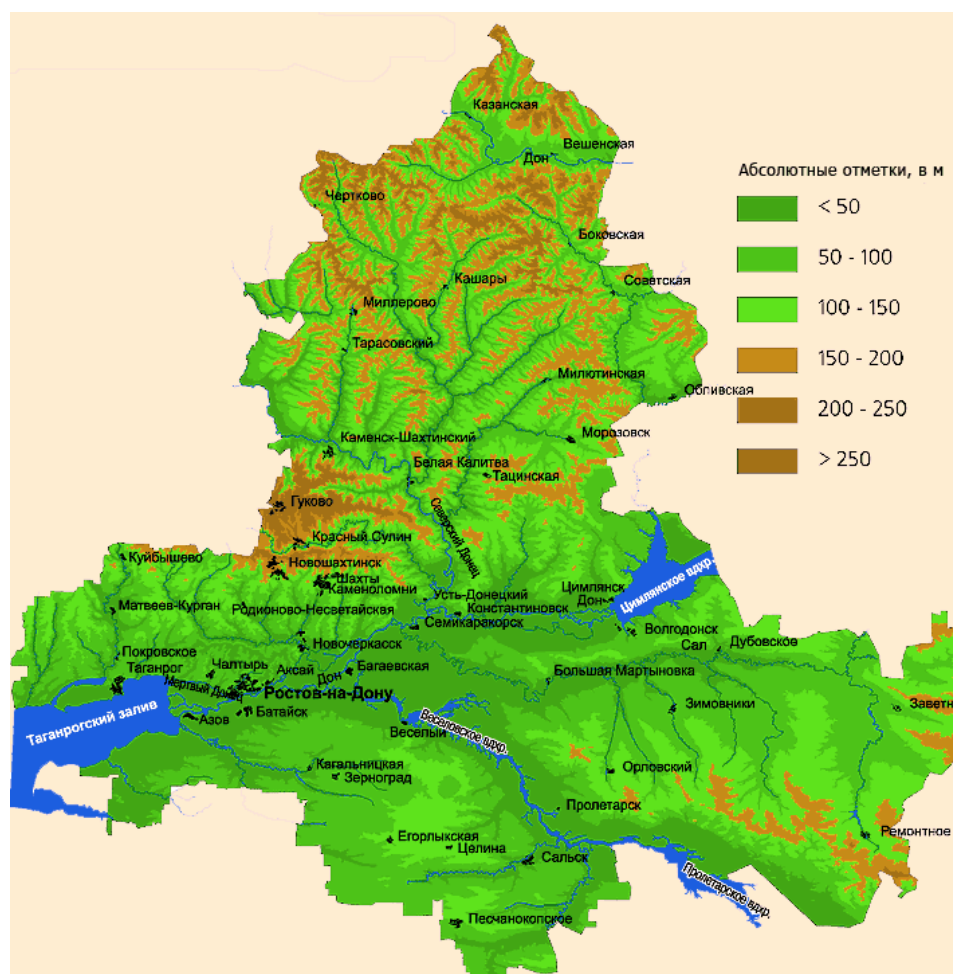 Казанская
Вешенская
Дон
Абсолютные отметки, в м
Чертково
< 50
Боковская
50 - 100
Кашары
Советская
Миллерово
100 - 150
Тарасовский
150 - 200
Милютинская
Обливская
200 - 250
Каменск-Шахтинский
Морозовск
> 250
Белая Калитва
Тацинская
Гуково
Северский Донец
Красный Сулин
Куйбышево
Новошахтинск
Шахты
Каменоломни
Цимлянск
Цимлянское вдхр.
Усть-Донецкий
Дон
Матвеев-Курган
Родионово-Несветайская
Константиновск
Семикаракорск
Волгодонск
Новочеркасск
Сал
Дубовское
Покровское
Таганрог
Чалтырь
Аксай
Дон
Багаевская
Большая Мартыновка
Мертвый Донец
Ростов-на-Дону
Зимовники
Заветн
Азов
Батайск
Таганрогский залив
Веселый
Веселовское вдхр.
Кагальницкая
Зерноград
Орловский
Пролетарск
Егорлыкская
Целина
Ремонтное
Сальск
Пролетарское вдхр.
Песчанокопское